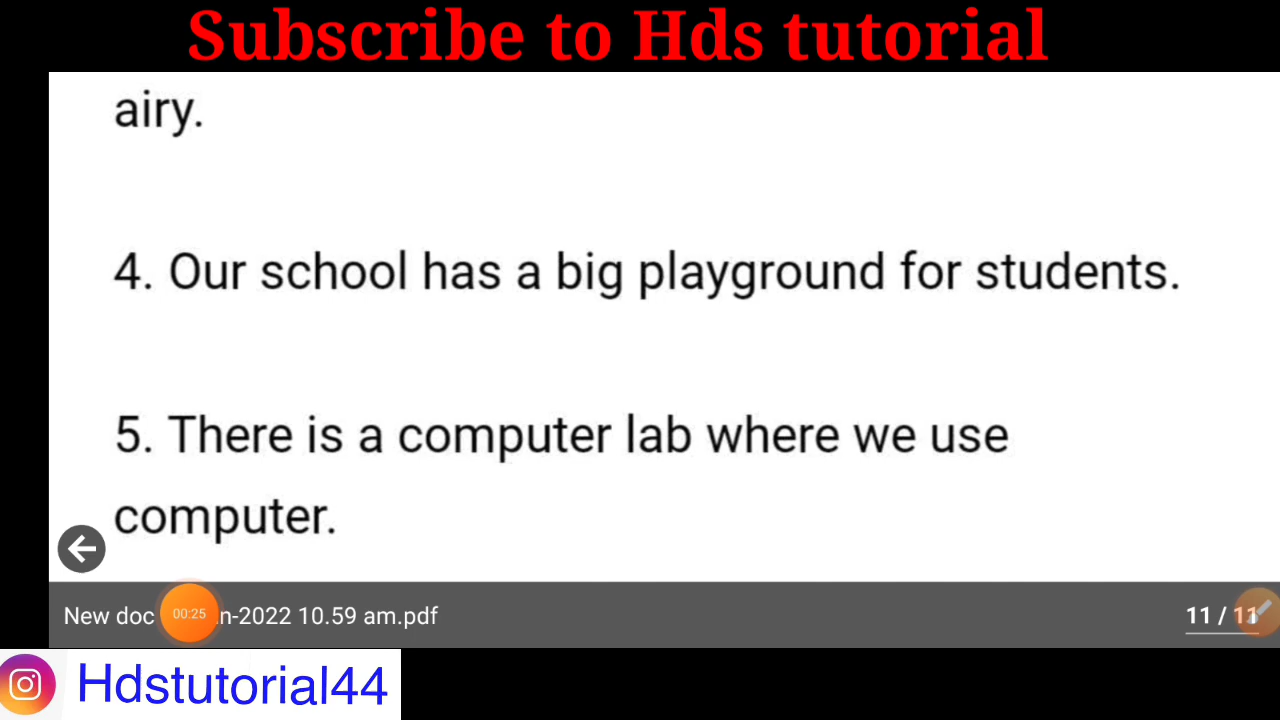 Subscribe to Hds tutorial
airy.
4. Our school has a big playground for students.
5. There is a computer lab where we use
computer.
New doc 00:25 n-2022 10.59 am.pdf
11 / 11
Hdstutorial44